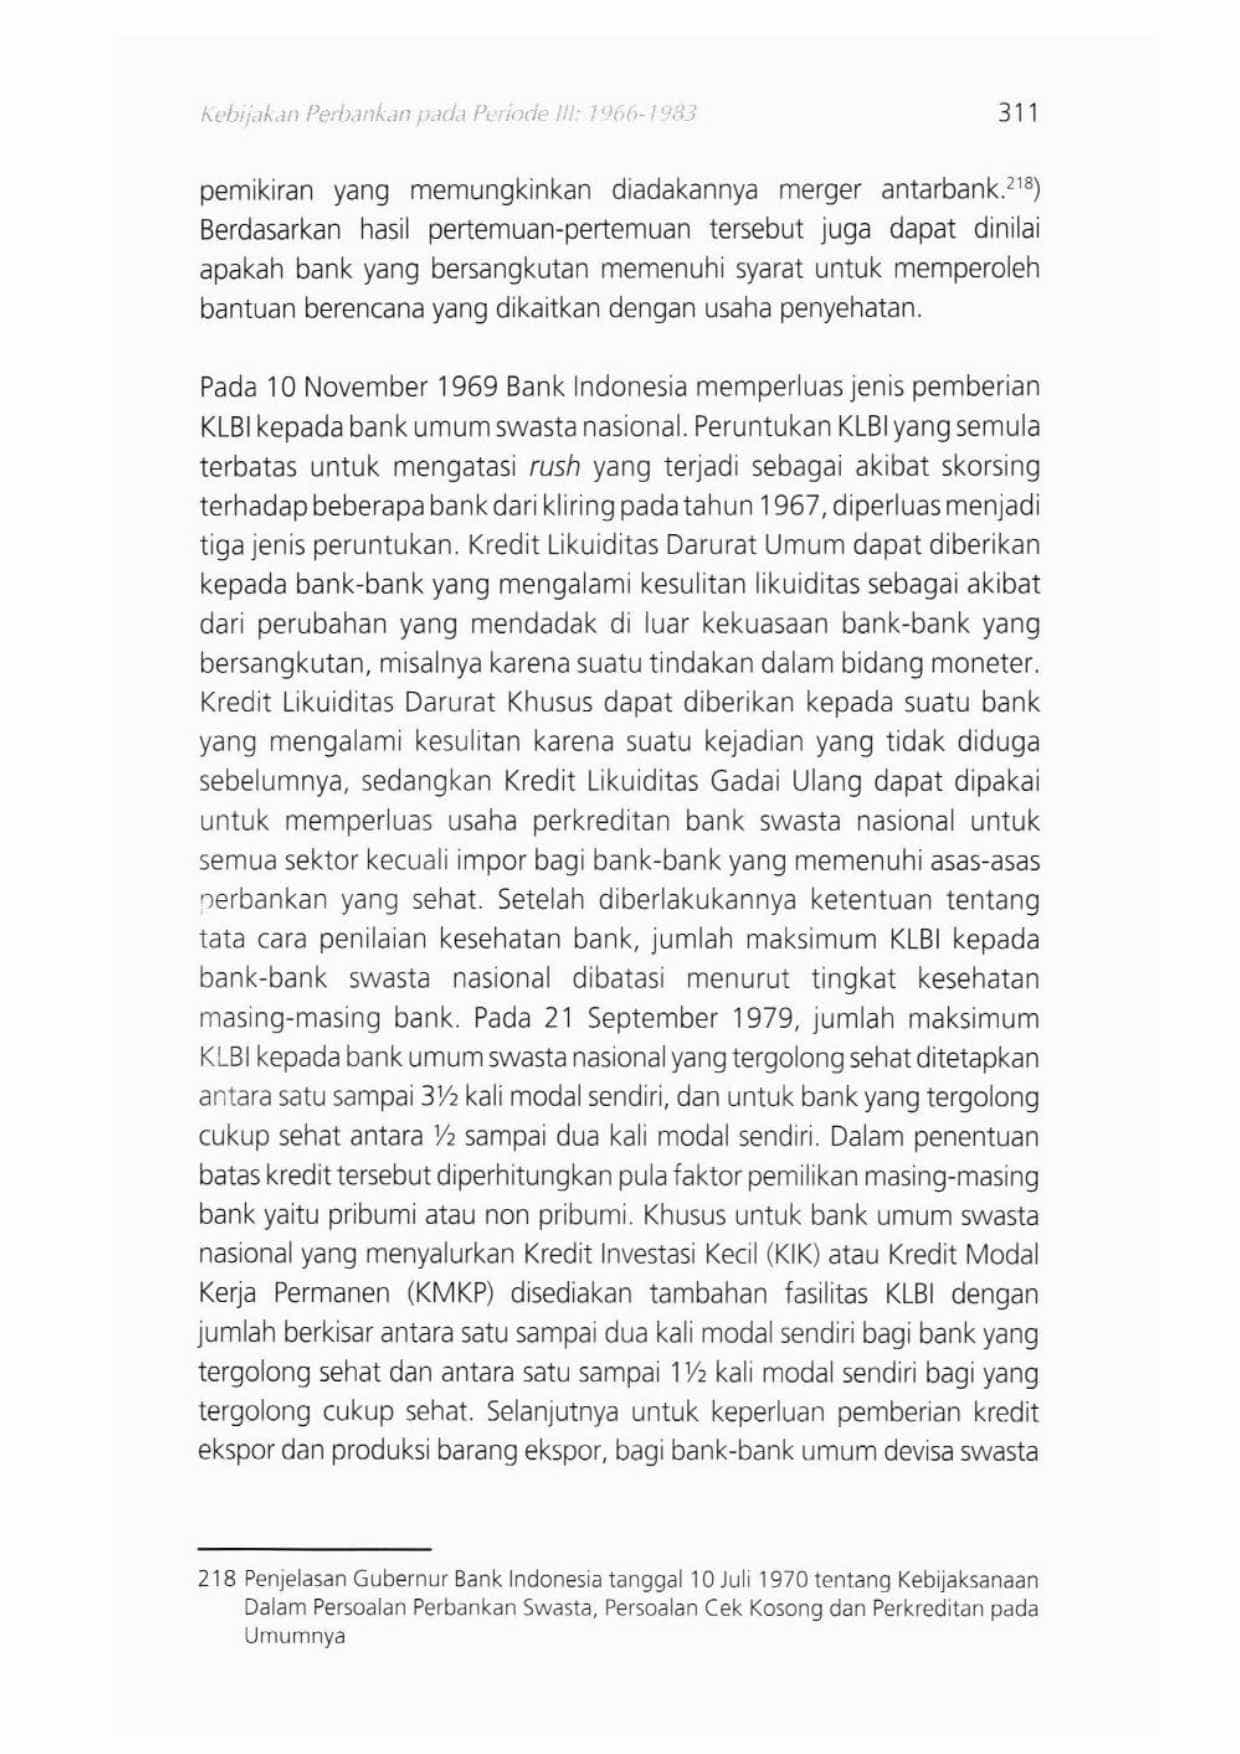 Kebijakan Perbankan pada Periode III: 1966-1983 311
pemikiran yang memungkinkan diadakannya merger antarbank.²¹⁸)
Berdasarkan hasil pertemuan-pertemuan tersebut juga dapat dinilai
apakah bank yang bersangkutan memenuhi syarat untuk memperoleh
bantuan berencana yang dikaitkan dengan usaha penyehatan.
Pada 10 November 1969 Bank Indonesia memperluas jenis pemberian
KLBI kepada bank umum swasta nasional. Peruntukan KLBI yang semula
terbatas untuk mengatasi rush yang terjadi sebagai akibat skorsing
terhadap beberapa bank dari kliring pada tahun 1967, diperluas menjadi
tiga jenis peruntukan. Kredit Likuiditas Darurat Umum dapat diberikan
kepada bank-bank yang mengalami kesulitan likuiditas sebagai akibat
dari perubahan yang mendadak di luar kekuasaan bank-bank yang
bersangkutan, misalnya karena suatu tindakan dalam bidang moneter.
Kredit Likuiditas Darurat Khusus dapat diberikan kepada suatu bank
yang mengalami kesulitan karena suatu kejadian yang tidak diduga
sebelumnya, sedangkan Kredit Likuiditas Gadai Ulang dapat dipakai
untuk memperluas usaha perkreditan bank swasta nasional untuk
semua sektor kecuali impor bagi bank-bank yang memenuhi asas-asas
perbankan yang sehat. Setelah diberlakukannya ketentuan tentang
tata cara penilaian kesehatan bank, jumlah maksimum KLBI kepada
bank-bank swasta nasional dibatasi menurut tingkat kesehatan
masing-masing bank. Pada 21 September 1979, jumlah maksimum
KLBI kepada bank umum swasta nasional yang tergolong sehat ditetapkan
antara satu sampai 3½ kali modal sendiri, dan untuk bank yang tergolong
cukup sehat antara ½ sampai dua kali modal sendiri. Dalam penentuan
batas kredit tersebut diperhitungkan pula faktor pemilikan masing-masing
bank yaitu pribumi atau non pribumi. Khusus untuk bank umum swasta
nasional yang menyalurkan Kredit Investasi Kecil (KIK) atau Kredit Modal
Kerja Permanen (KMKP) disediakan tambahan fasilitas KLBI dengan
jumlah berkisar antara satu sampai dua kali modal sendiri bagi bank yang
tergolong sehat dan antara satu sampai 1½ kali modal sendiri bagi yang
tergolong cukup sehat. Selanjutnya untuk keperluan pemberian kredit
ekspor dan produksi barang ekspor, bagi bank-bank umum devisa swasta
218 Penjelasan Gubernur Bank Indonesia tanggal 10 Juli 1970 tentang Kebijaksanaan
Dalam Persoalan Perbankan Swasta, Persoalan Cek Kosong dan Perkreditan pada
Umumnya